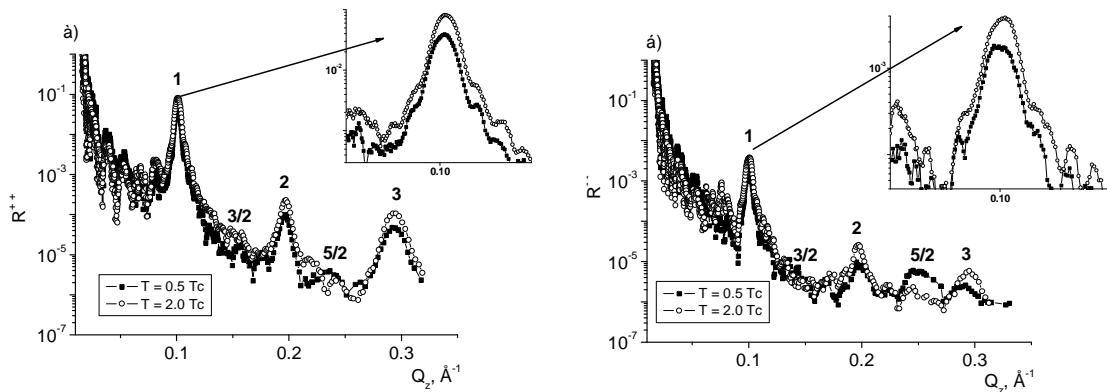 à)
R++
10-1
10-3
10-5
10-7
1
3/2
2
5/2
3
T = 0.5 Tc
T = 2.0 Tc
0.1
0.2
0.3
Qz, Å-1
10-2
0.10
á)
R--
10-1
10-3
10-5
10-7
1
3/2
2
5/2
3
T = 0.5 Tc
T = 2.0 Tc
0.1
0.2
0.3
Qz, Å-1
10-3
0.10